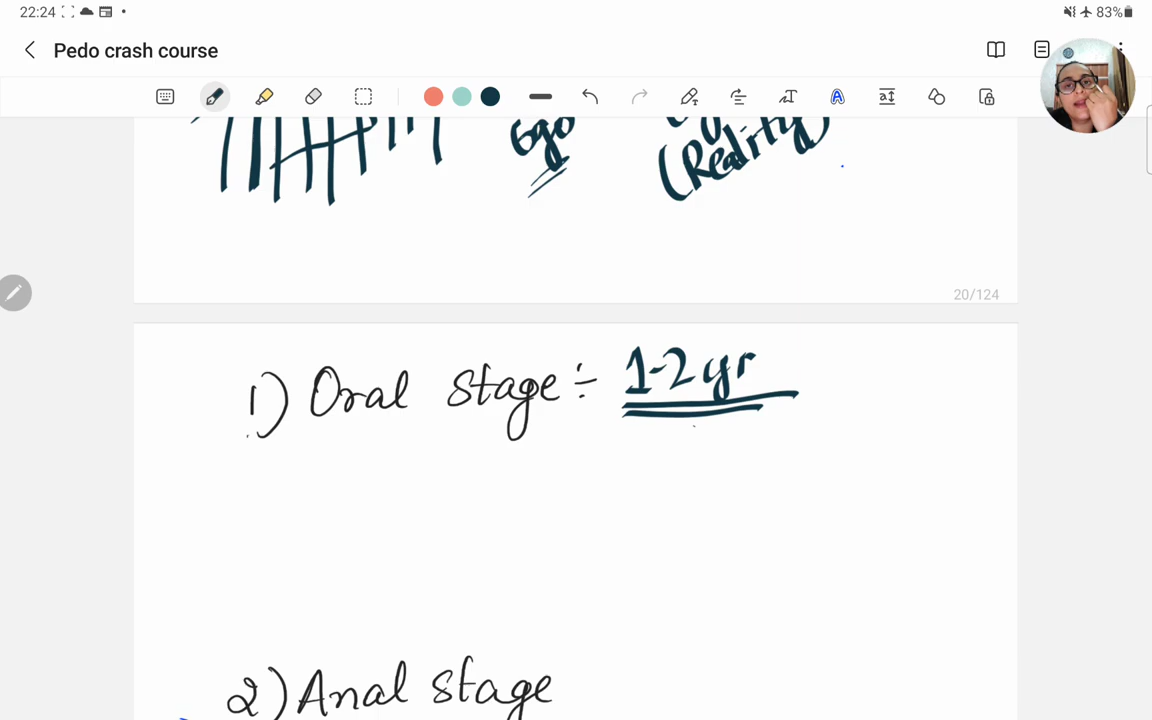 22:24
83%
Pedo crash course
Ego
(Reality)
20/124
1) Oral stage ÷ 1-2 yr
2) Anal stage